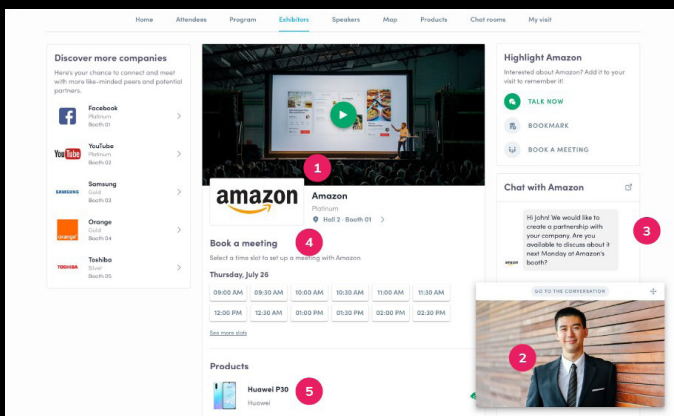 Home Attendees Program Exhibitors Speakers Map Products Chat rooms My visit
Discover more companies
Here's your chance to connect and meet
with more like-minded peers and potential
partners.
Facebook
Platinum
Booth 01
YouTube
YouTube
Platinum
Booth 02
SAMSUNG
Samsung
Gold
Booth 03
orange
Orange
Gold
Booth 04
TOSHIBA
Toshiba
Silver
Booth 05
1
amazon
Amazon
Platinum
Hall 2 - Booth 01
Book a meeting
4
Select a time slot to set up a meeting with Amazon
Thursday, July 26
09:00 AM 09:30 AM 10:00 AM 10:30 AM 11:00 AM 11:30 AM
12:00 PM 12:30 AM 01:00 PM 01:30 PM 02:00 PM 02:30 PM
See more slots
Products
Huawei P30
Huawei
5
Highlight Amazon
Interested about Amazon? Add it to your
visit to remember it!
TALK NOW
BOOKMARK
BOOK A MEETING
Chat with Amazon
Hi John! We would like to
create a partnership with
your company. Are you
available to discuss about it
next Monday at Amazon's
booth?
amazon
3
GO TO THE CONVERSATION
2